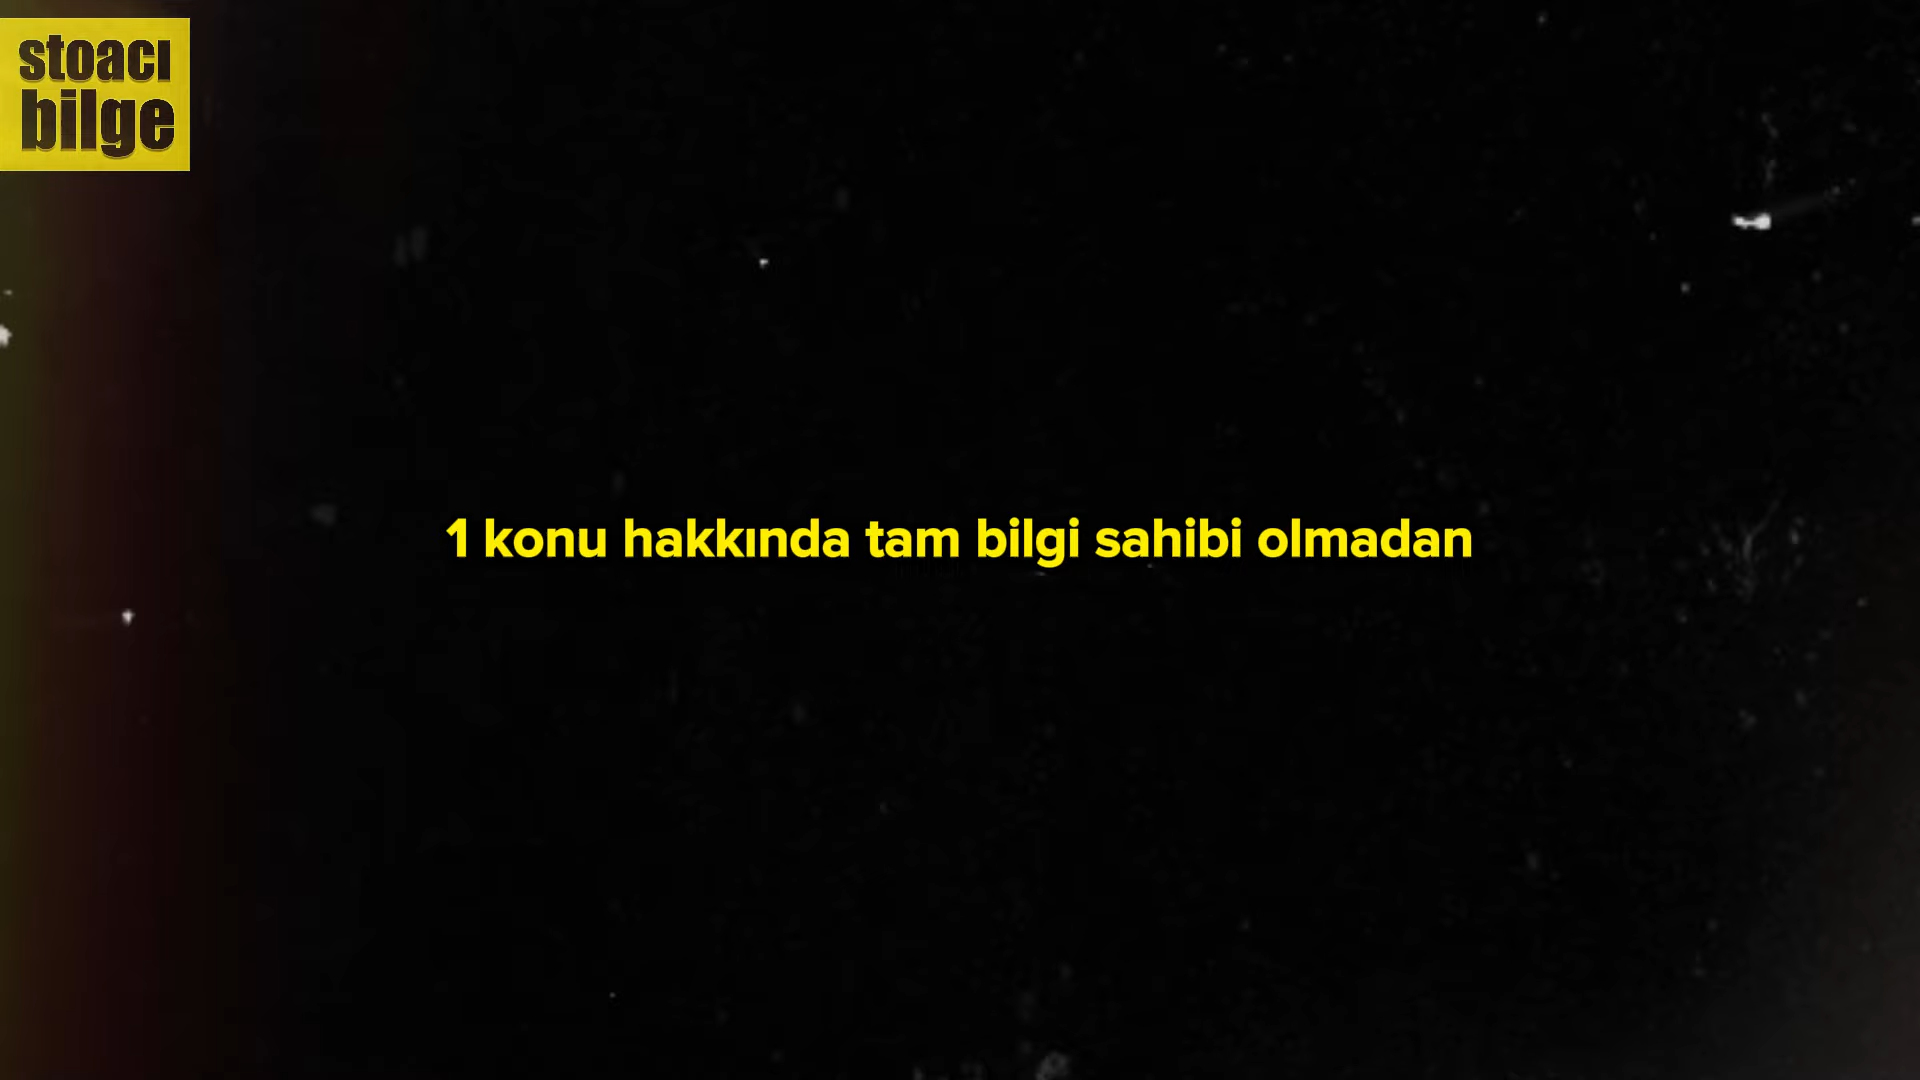 stoacı
bilge
1 konu hakkında tam bilgi sahibi olmadan